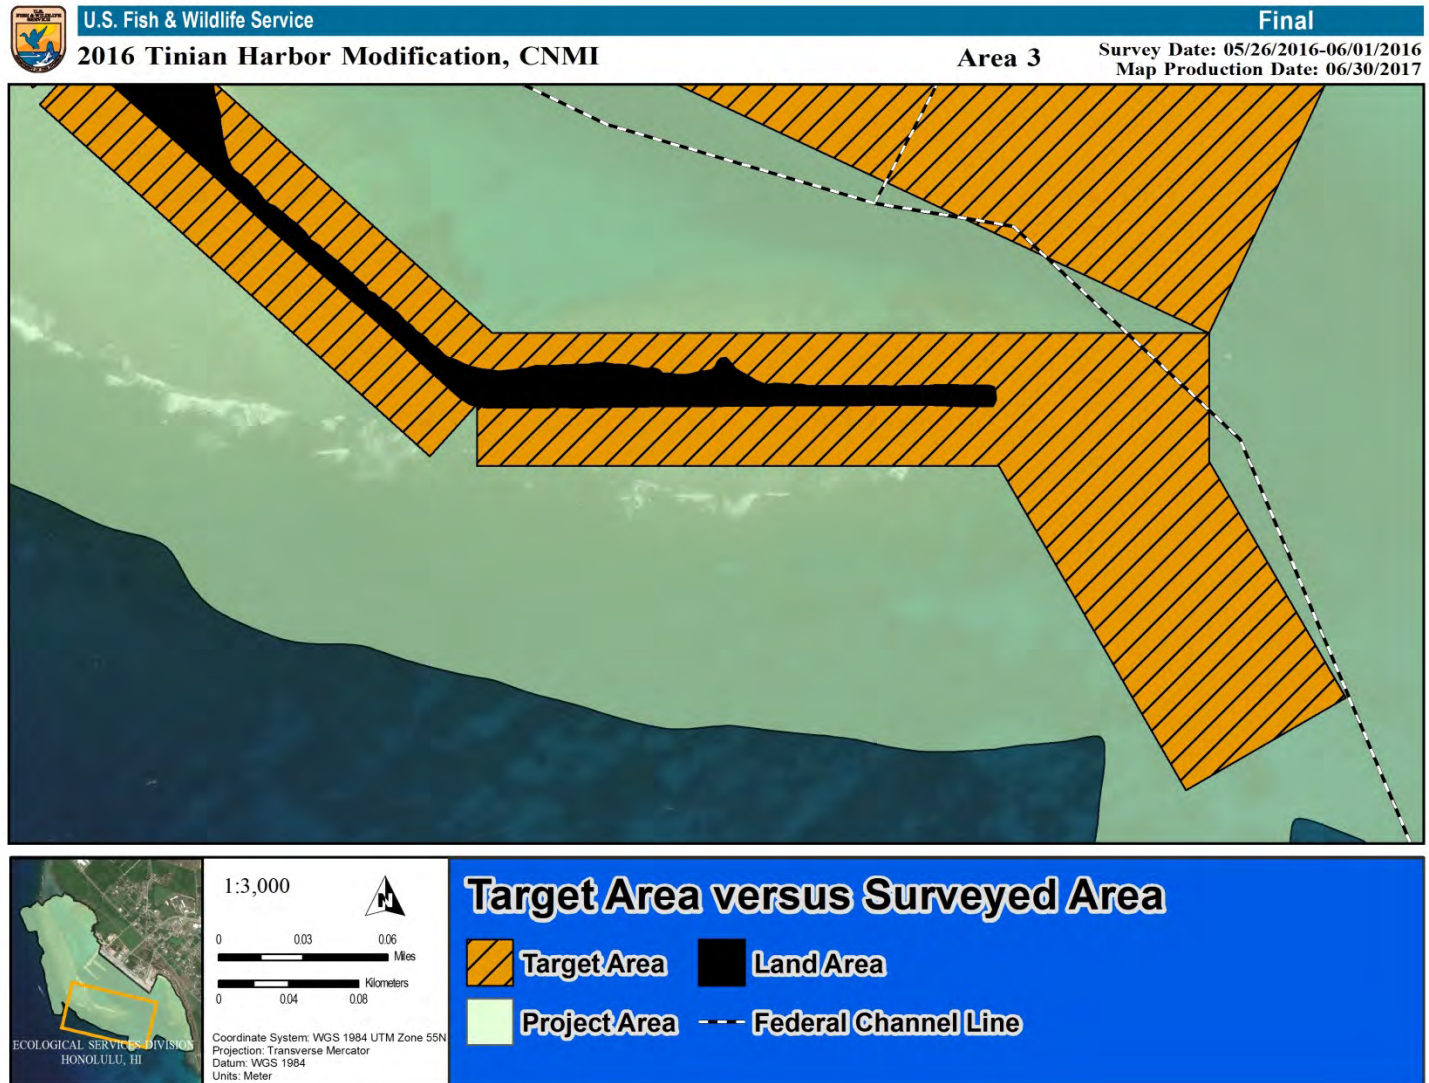 U.S.
FISH & WILDLIFE
SERVICE
U.S. Fish & Wildlife Service
Final
2016 Tinian Harbor Modification, CNMI
Area 3
Survey Date: 05/26/2016-06/01/2016
Map Production Date: 06/30/2017
ECOLOGICAL SERVICES DIVISION
HONOLULU, HI
1:3,000
N
0 0.03 0.06
Miles
Kilometers
0 0.04 0.08
Coordinate System: WGS 1984 UTM Zone 55N
Projection: Transverse Mercator
Datum: WGS 1984
Units: Meter
Target Area versus Surveyed Area
Target Area
Land Area
Project Area
Federal Channel Line